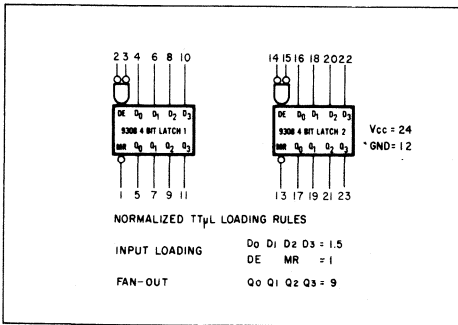 2 3 4 6 8 10
14 15 16 18 20 22
DE D0 D1 D2 D3
9308 4 BIT LATCH 1
MR Q0 Q1 Q2 Q3
1 5 7 9 11
DE D0 D1 D2 D3
9308 4 BIT LATCH 2
MR Q0 Q1 Q2 Q3
13 17 19 21 23
Vcc = 24
GND = 12
NORMALIZED TTμL LOADING RULES
INPUT LOADING D0 D1 D2 D3 = 1.5
DE MR = 1
FAN-OUT Q0 Q1 Q2 Q3 = 9